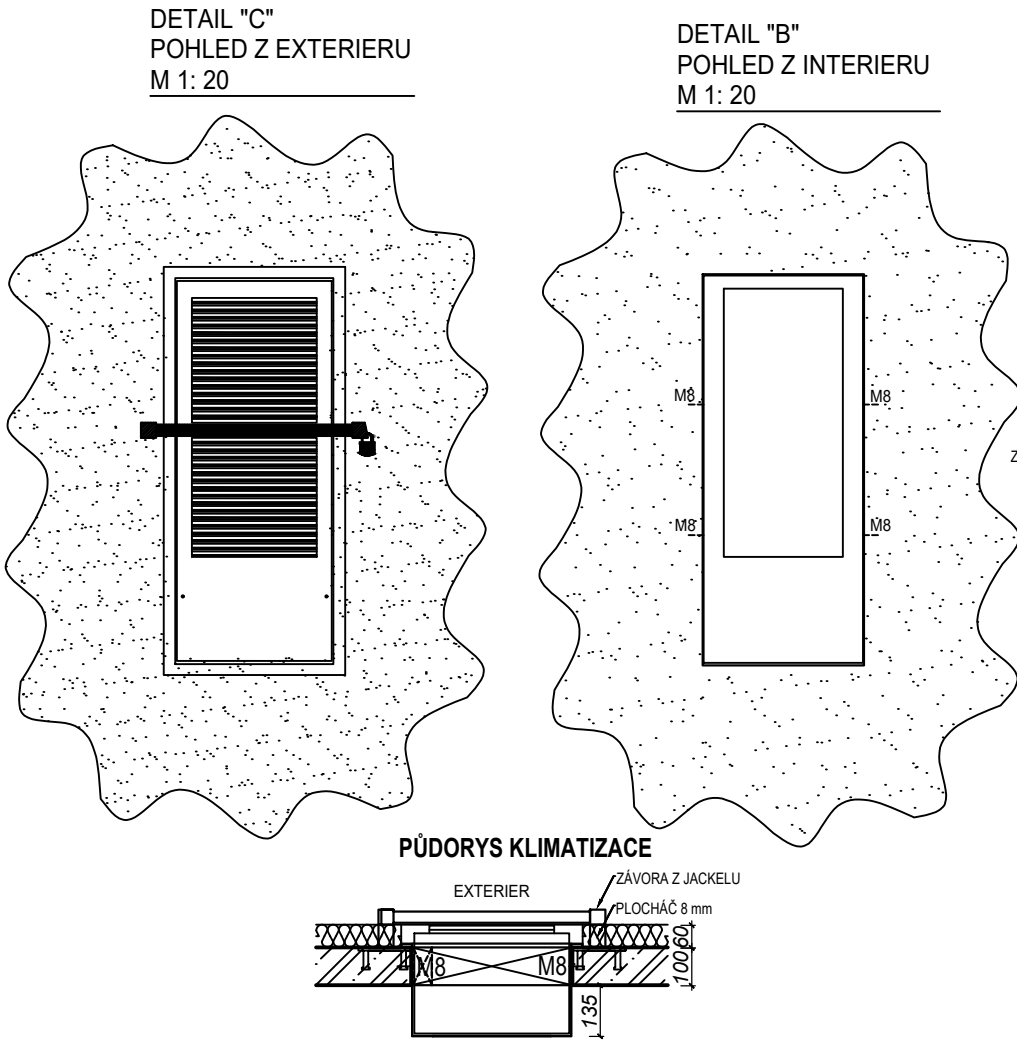 DETAIL "C"
POHLED Z EXTERIERU
M 1: 20
DETAIL "B"
POHLED Z INTERIERU
M 1: 20
M8
M8
M8
M8
Z
PŮDORYS KLIMATIZACE
EXTERIER
ZÁVORA Z JACKELU
PLOCHÁČ 8 mm
60
100
M8
M8
135